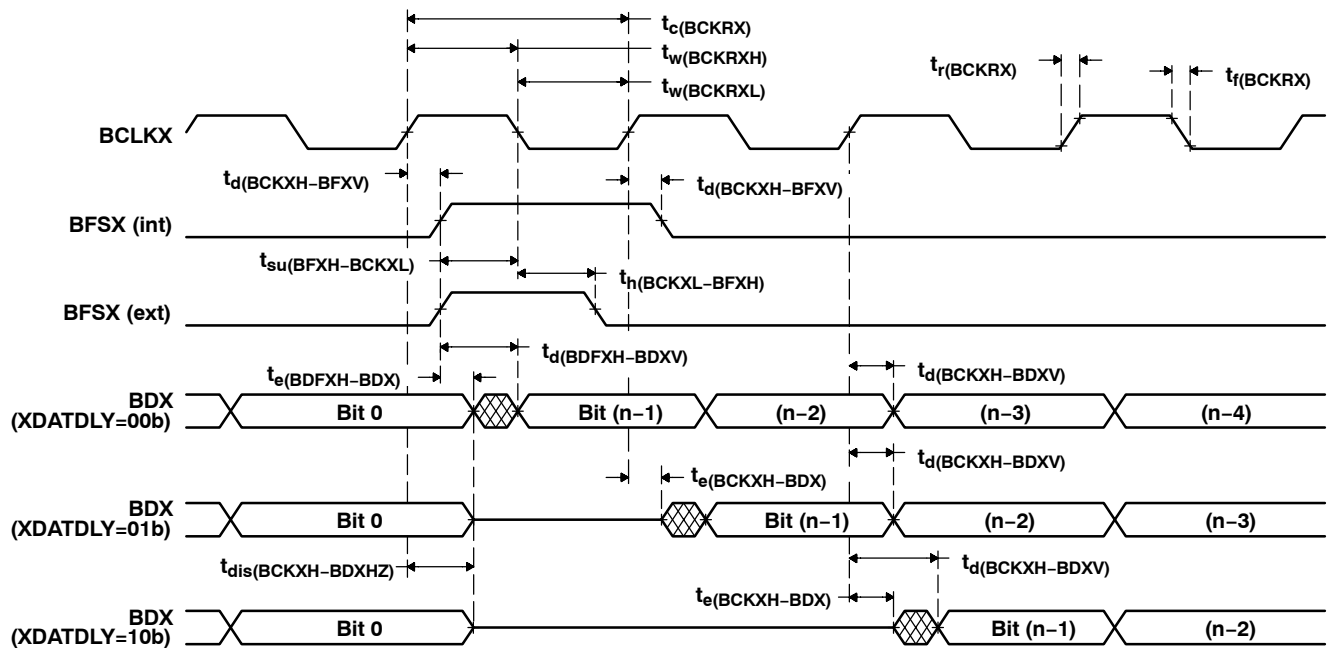 tc(BCKRX)
tw(BCKRXH)
tr(BCKRX)
tf(BCKRX)
tw(BCKRXL)
BCLKX
td(BCKXH−BFXV)
td(BCKXH−BFXV)
BFSX (int)
tsu(BFXH−BCKXL)
th(BCKXL−BFXH)
BFSX (ext)
td(BDFXH−BDXV)
te(BDFXH−BDX)
td(BCKXH−BDXV)
BDX
(XDATDLY=00b)
Bit 0
Bit (n−1)
(n−2)
(n−3)
(n−4)
td(BCKXH−BDXV)
te(BCKXH−BDX)
BDX
(XDATDLY=01b)
Bit 0
Bit (n−1)
(n−2)
(n−3)
tdis(BCKXH−BDXHZ)
td(BCKXH−BDXV)
te(BCKXH−BDX)
BDX
(XDATDLY=10b)
Bit 0
Bit (n−1)
(n−2)